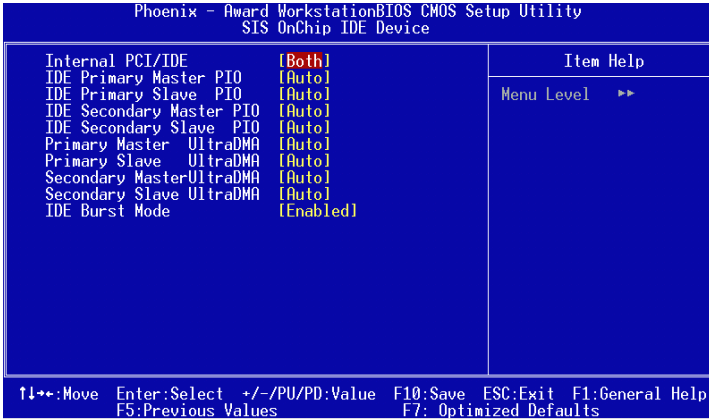 Phoenix - Award WorkstationBIOS CMOS Setup Utility
SIS OnChip IDE Device
Internal PCI/IDE [Both]
IDE Primary Master PIO [Auto]
IDE Primary Slave PIO [Auto]
IDE Secondary Master PIO [Auto]
IDE Secondary Slave PIO [Auto]
Primary Master UltraDMA [Auto]
Primary Slave UltraDMA [Auto]
Secondary MasterUltraDMA [Auto]
Secondary Slave UltraDMA [Auto]
IDE Burst Mode [Enabled]
Item Help
Menu Level ▸▸
↑↓→←:Move Enter:Select +/-/PU/PD:Value F10:Save ESC:Exit F1:General Help
F5:Previous Values F7: Optimized Defaults